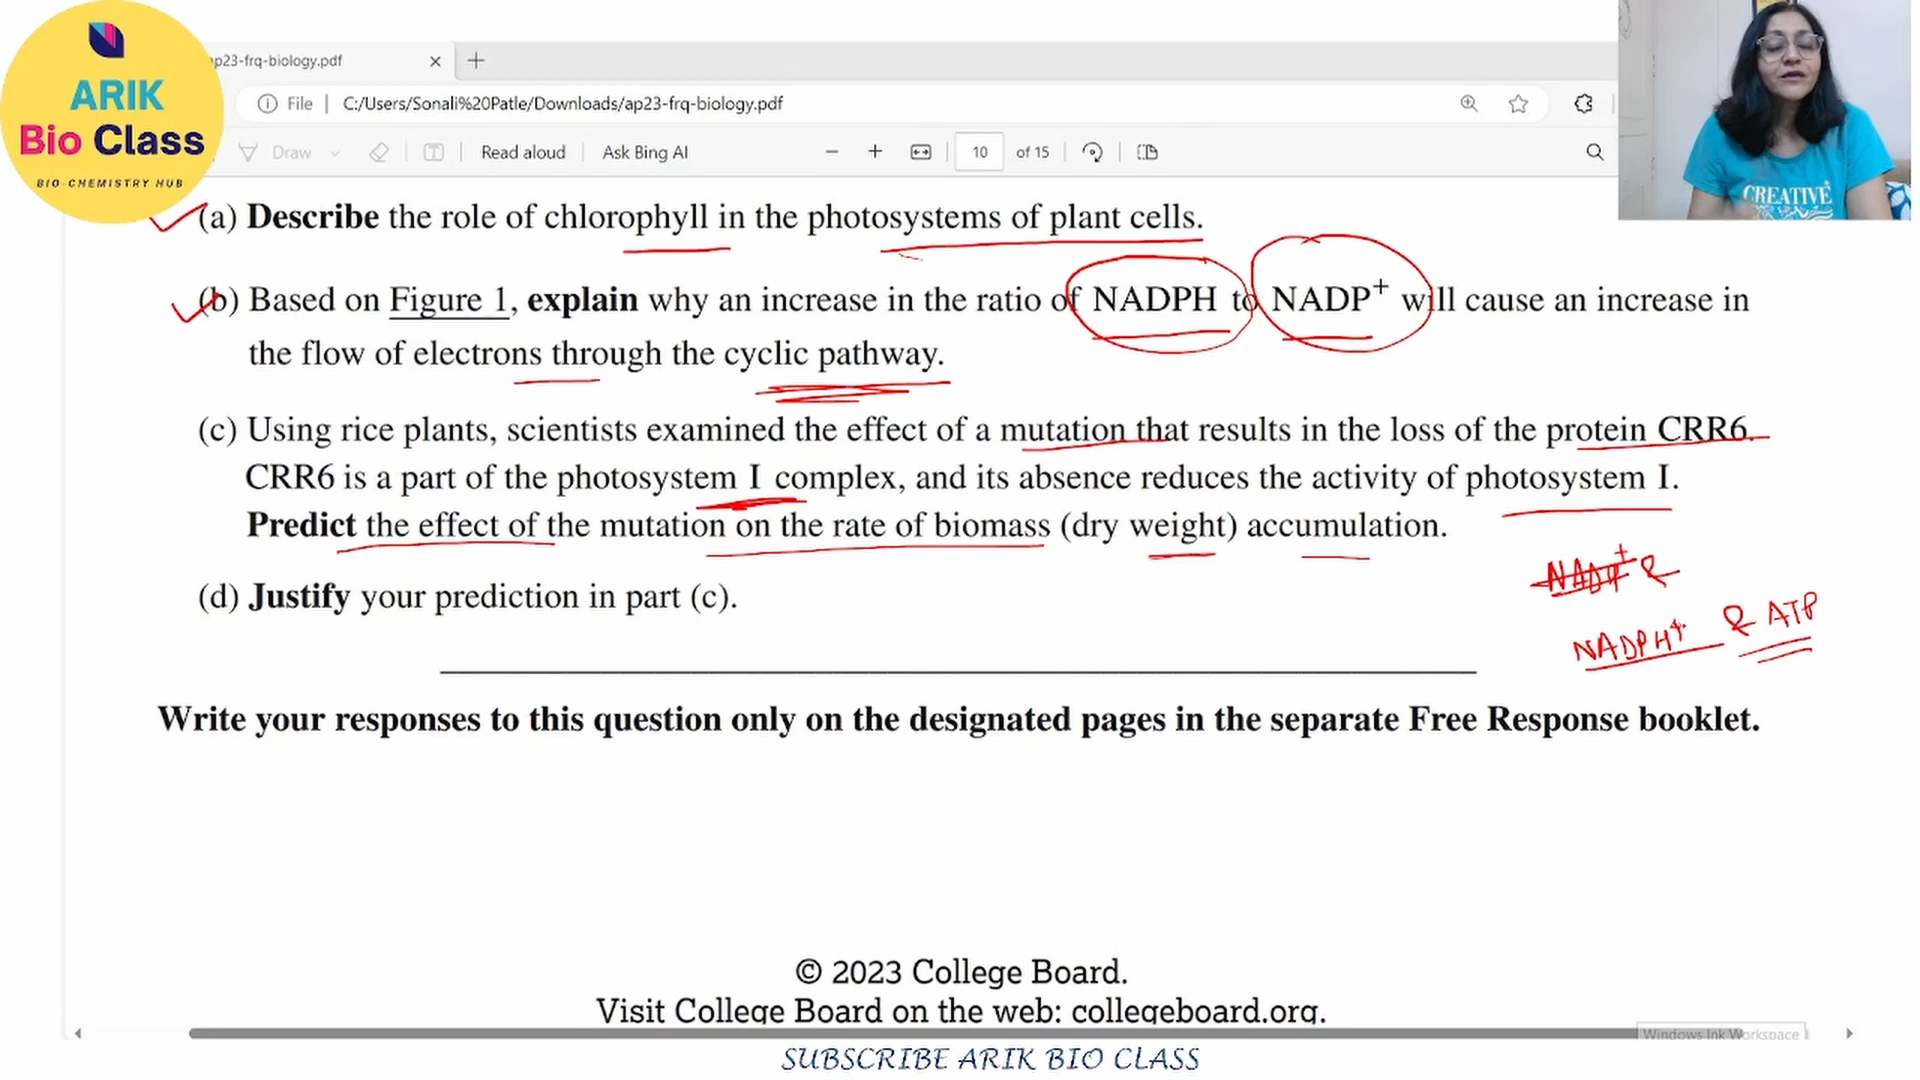 ARIK
Bio Class
BIO-CHEMISTRY HUB
ap23-frq-biology.pdf
File
C:/Users/Sonali%20Patle/Downloads/ap23-frq-biology.pdf
Draw
Read aloud
Ask Bing AI
10
of 15
CREATIVE
(a) Describe the role of chlorophyll in the photosystems of plant cells.
(b) Based on Figure 1, explain why an increase in the ratio of NADPH to NADP⁺ will cause an increase in
the flow of electrons through the cyclic pathway.
(c) Using rice plants, scientists examined the effect of a mutation that results in the loss of the protein CRR6.
CRR6 is a part of the photosystem I complex, and its absence reduces the activity of photosystem I.
Predict the effect of the mutation on the rate of biomass (dry weight) accumulation.
(d) Justify your prediction in part (c).
NADPH⁺ & ATP
Write your responses to this question only on the designated pages in the separate Free Response booklet.
© 2023 College Board.
Visit College Board on the web: collegeboard.org.
Windows Ink Workspace
SUBSCRIBE ARIK BIO CLASS